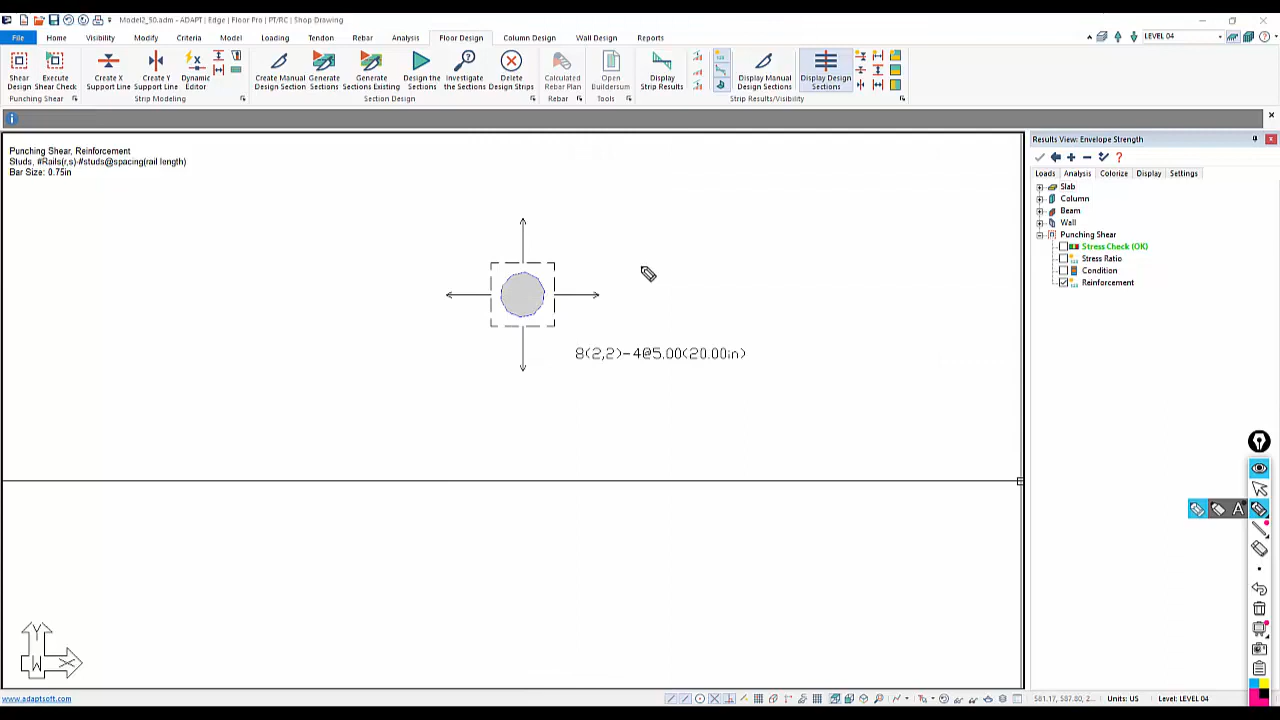 Model2_50.adm - ADAPT | Edge | Floor Pro | PT/RC | Shop Drawing
File Home Visibility Modify Criteria Model Loading Tendon Rebar Analysis Floor Design Column Design Wall Design Reports LEVEL 04
Shear Design Execute Shear Check Create X Support Line Create Y Support Line Dynamic Editor Create Manual Design Section Generate Sections Generate Sections Existing Design the Sections Investigate the Sections Delete Design Strips Calculated Rebar Plan Open Buildersum Display Strip Results Display Manual Design Sections Display Design Sections
Punching Shear Strip Modeling Section Design Rebar Tools Strip Results/Visibility
Punching Shear, Reinforcement
Studs, #Rails(r,s)-#studs@spacing(rail length)
Bar Size: 0.75in
8(2,2)-4@5.00(20.00in)
Y
W X
Results View: Envelope Strength
Loads Analysis Colorize Display Settings
Slab
Column
Beam
Wall
Punching Shear
Stress Check (OK)
Stress Ratio
Condition
Reinforcement
A
www.adaptsoft.com
581.17, 587.80, 2... Units: US Level: LEVEL 04